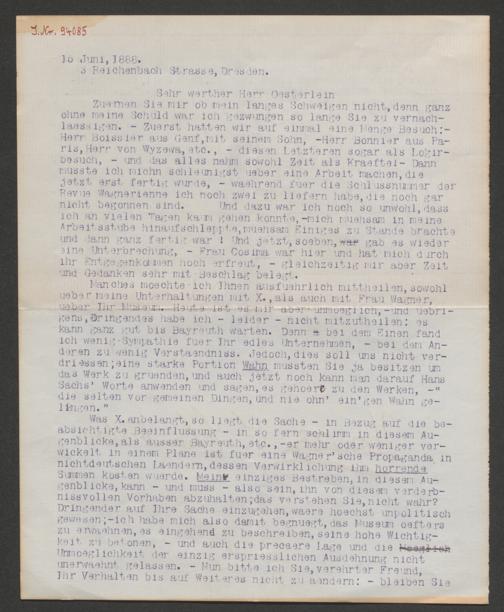 J.Nr. 94085
15 Juni, 1888.
3 Reichenbach Strasse, Dresden.
Sehr werther Herr Oesterlein
Zuernen Sie mir ob mein langes Schweigen nicht, denn ganz
ohne meine Schuld war ich gezwungen so lange Sie zu vernach-
laessigen. - Zuerst hatten wir auf einmal eine Menge Besuch:-
Herr Boissier aus Genf, mit seinem Sohn, -Herr Bonnier aus Pa-
ris, Herr von Wyzewa, etc., - diesen Letzteren sogar als Logir-
besuch, - und das alles nahm sowohl Zeit als Kraefte!- Dann
musste ich michn schleunigst ueber eine Arbeit machen, die
jetzt erst fertig wurde, - waehrend fuer die Schlussnummer der
Revue Wagnerienne ich noch zwei zu liefern habe, die noch gar
nicht begonnen sind. Und dazu war ich noch so unwohl, dass
ich an vielen Tagen kaum gehen konnte, -mich muehsam in meine
Arbeitsstube hinaufschleppte, muehsam Einiges zu Stande brachte
und dann ganz fertig war ! Und jetzt, soeben, war gab es wieder
eine Unterbrechung, - Frau Cosima war hier und hat mich durch
ihr Entgegenkommen hoch erfreut, - gleichzeitig mir aber Zeit
und Gedanken sehr mit Beschlag belegt.
Manches moechte ich Ihnen ausfuehrlich mittheilen, sowohl
ueber meine Unterhaltungen mit X., als auch mit Frau Wagner,
ueber Ihr Museum. Heute ist es mir aber unmoeglich, -und uebri-
gens, Dringendes habe ich - leider - nicht mitzutheilen: es
kann ganz gut bis Bayreuth warten. Denn bei dem Einen fand
ich wenig Sympathie fuer Ihr edles Unternehmen, - bei dem An-
deren zu wenig Verstaendniss. Jedoch, dies soll uns nicht ver-
driessen; eine starke Portion Wahn mussten Sie ja besitzen um
das Werk zu gruenden, und auch jetzt noch kann man darauf Hans
Sachs' Worte anwenden und sagen, es gehoert zu den Werken, -"
die selten vor gemeinen Dingen, und nie ohn' ein'gen Wahn ge-
lingen."
Was X. anbelangt, so liegt die Sache - in Bezug auf die be-
absichtigte Beeinflussung - in so fern schlimm in diesem Au-
genblicke, als ausser Bayreuth, etc., -er mehr oder weniger ver-
wickelt in einem Plane ist fuer eine Wagner'sche Propaganda in
nichtdeutschen Laendern, dessen Verwirklichung ihm horrende
Summen kosten wuerde. Mein einziges Bestreben, in diesem Au-
genblicke, kann - und muss - also sein, ihn von diesem verderb-
nissvollen Vorhaben abzuhalten; das verstehen Sie, nicht wahr?
Dringender auf Ihre Sache einzugehen, waere hoechst unpolitisch
gewesen; -ich habe mich also damit begnuegt, das Museum oefters
zu erwaehnen, es eingehend zu beschreiben, seine hohe Wichtig-
keit zu betonen, - und auch die precaere Lage und die Moeglich
Unmoeglichkeit der einzig erspriesslichen Ausdehnung nicht
unerwaehnt gelassen. - Nun bitte ich Sie, verehrter Freund,
Ihr Verhalten bis auf Weiteres nicht zu aendern: - bleiben Sie